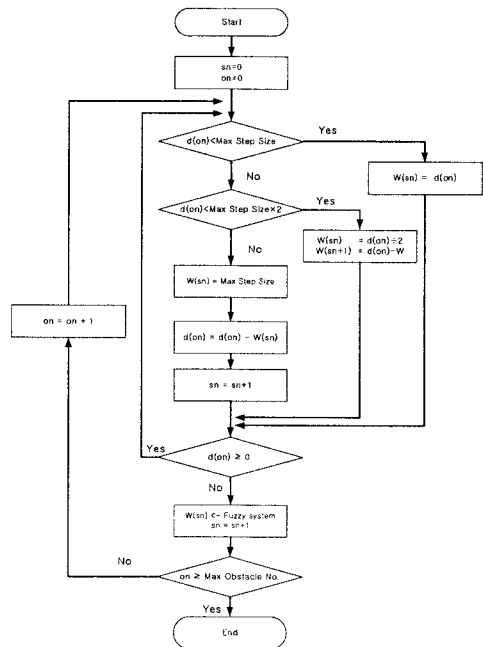 Start
sn=0
on=0
d(on)<Max Step Size
Yes
W(sn) = d(on)
No
d(on)<Max Step Size×2
Yes
W(sn) = d(on)÷2
W(sn+1) = d(on)-W
No
W(sn) = Max Step Size
on = on + 1
d(on) = d(on) - W(sn)
sn = sn+1
Yes
d(on) ≥ 0
No
W(sn) <- Fuzzy system
sn = sn+1
No
on ≥ Max Obstacle No.
Yes
End